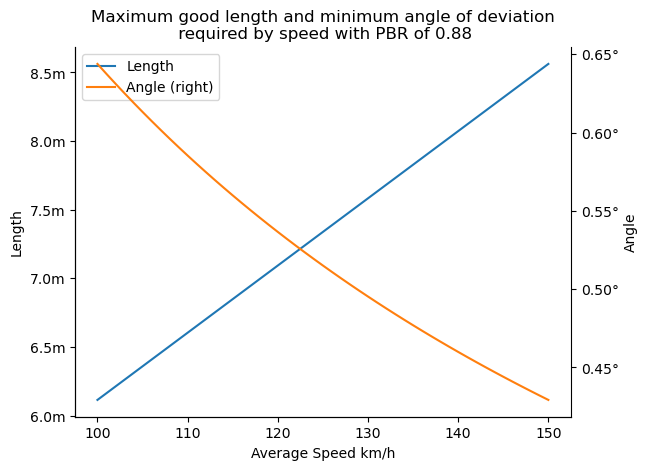 Maximum good length and minimum angle of deviation
required by speed with PBR of 0.88
Length
Angle (right)
8.5m
8.0m
7.5m
7.0m
6.5m
6.0m
Length
0.65°
0.60°
0.55°
0.50°
0.45°
Angle
100
110
120
130
140
150
Average Speed km/h